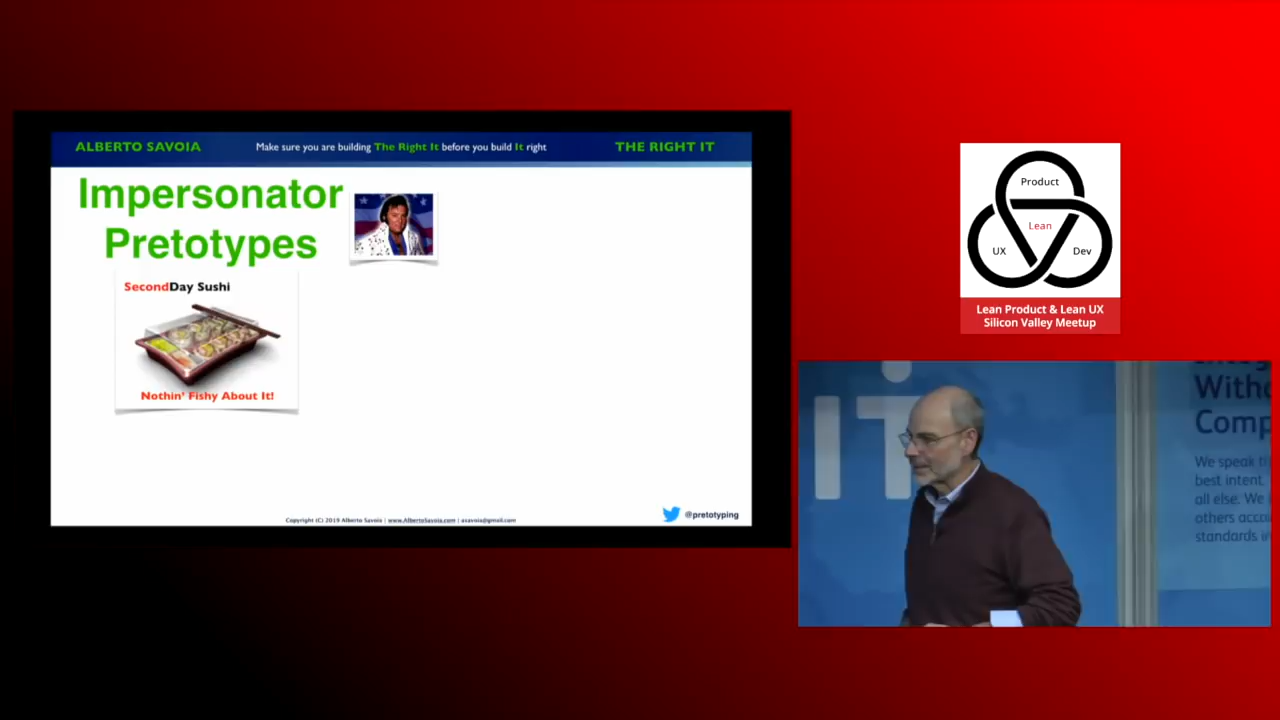 ALBERTO SAVOIA
Make sure you are building The Right It before you build It right
THE RIGHT IT
Impersonator
Pretotypes
SecondDay Sushi
Nothin' Fishy About It!
Copyright (C) 2019 Alberto Savoia | www.AlbertoSavoia.com | asavoia@gmail.com
@pretotyping
Product
Lean
UX
Dev
Lean Product & Lean UX
Silicon Valley Meetup
IT
We speak
best intent
all else. We
others
standards